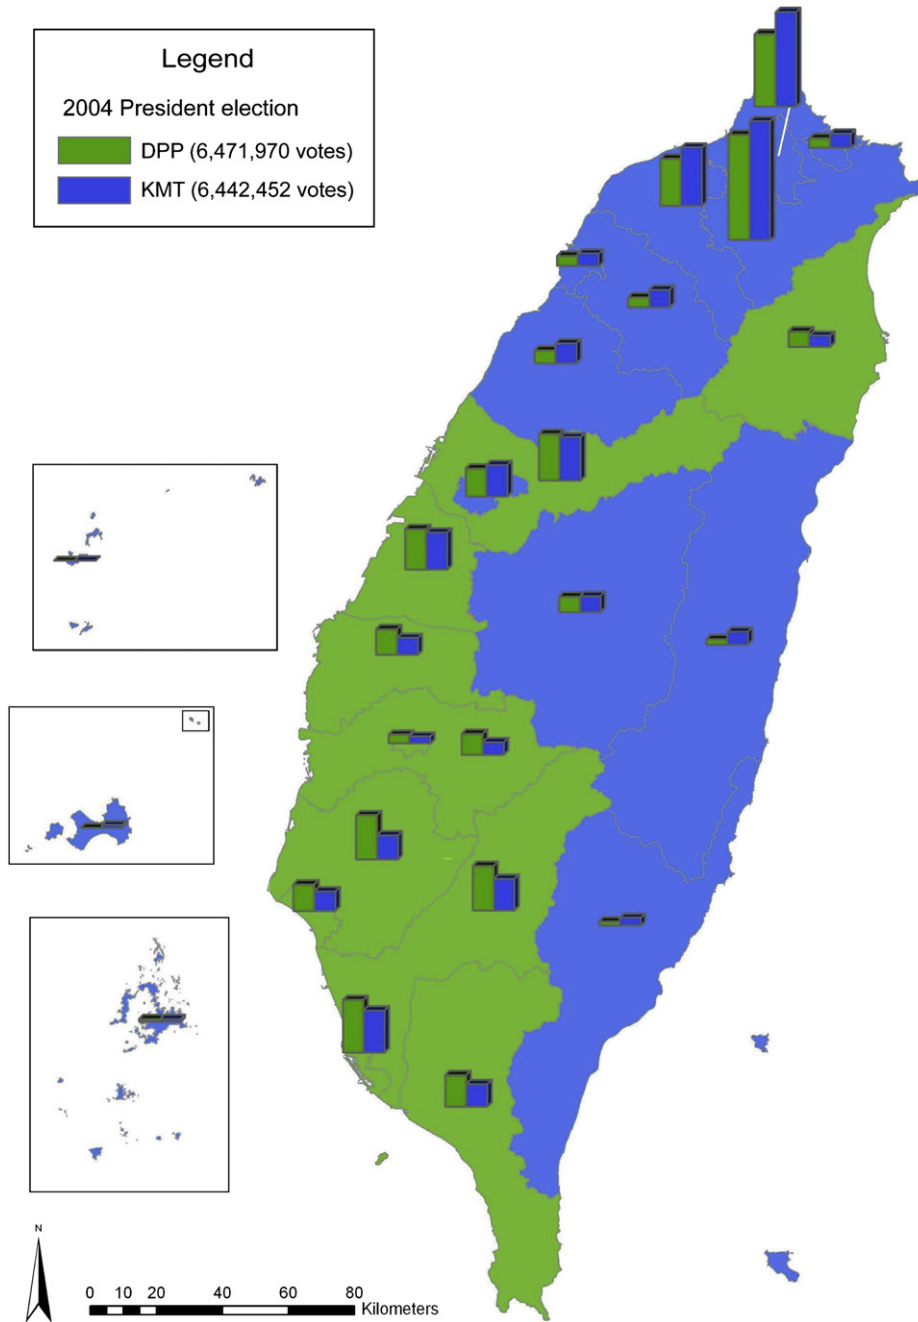 Legend
2004 President election
DPP (6,471,970 votes)
KMT (6,442,452 votes)
N
0 10 20 40 60 80
Kilometers